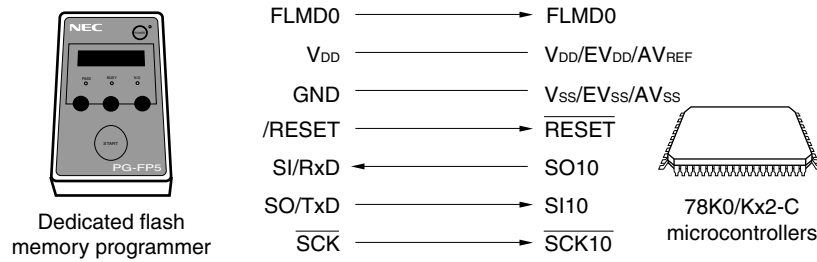 NEC
POWER
PASS BUSY N/G
START
PG-FP5
Dedicated flash
memory programmer
FLMD0 FLMD0
VDD VDD/EVDD/AVREF
GND VSS/EVSS/AVSS
/RESET RESET
SI/RxD SO10
SO/TxD SI10
SCK SCK10
78K0/Kx2-C
microcontrollers